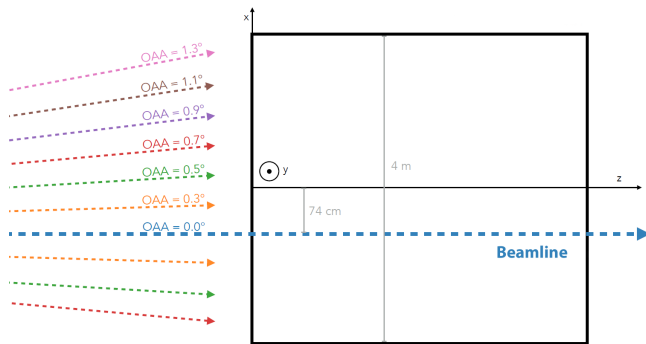 x
OAA = 1.3°
OAA = 1.1°
OAA = 0.9°
OAA = 0.7°
4 m
y
OAA = 0.5°
z
OAA = 0.3°
74 cm
OAA = 0.0°
Beamline